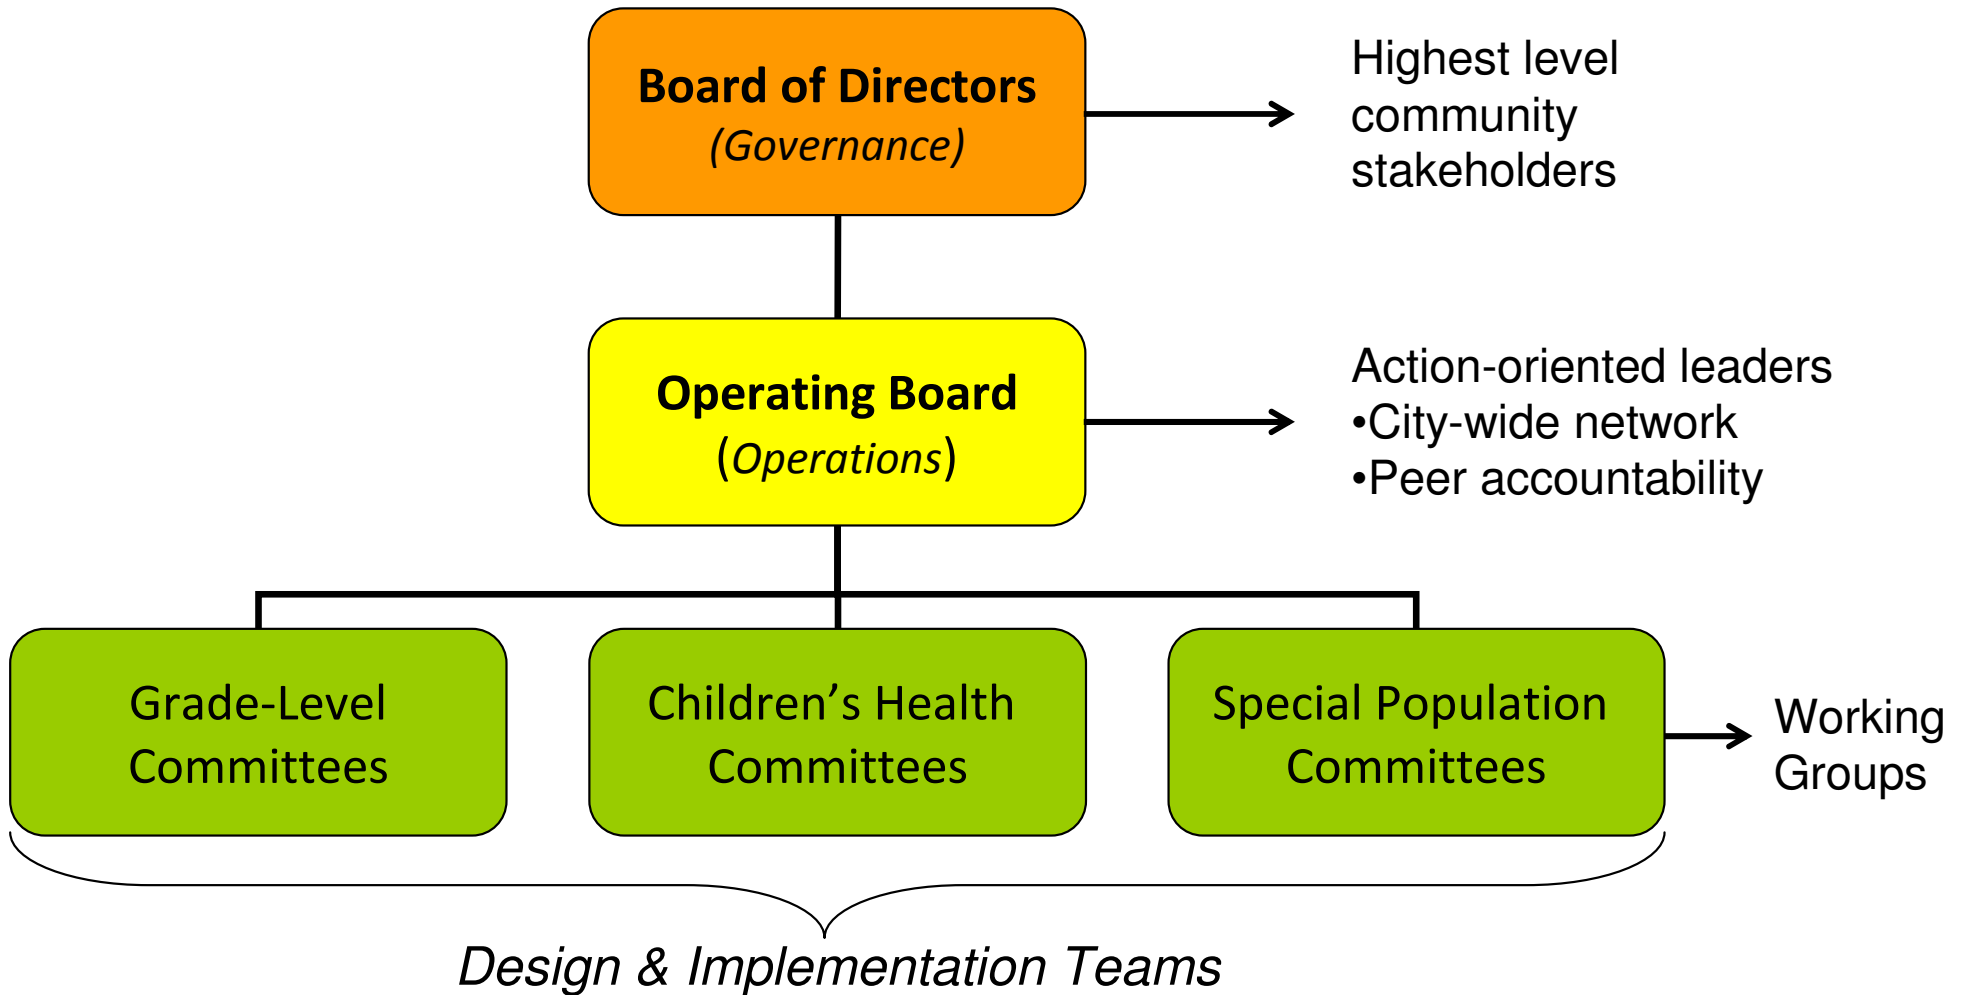 Board of Directors
(Governance)
Highest level
community
stakeholders
Operating Board
(Operations)
Action-oriented leaders
•City-wide network
•Peer accountability
Grade-Level
Committees
Children’s Health
Committees
Special Population
Committees
Working
Groups
Design & Implementation Teams